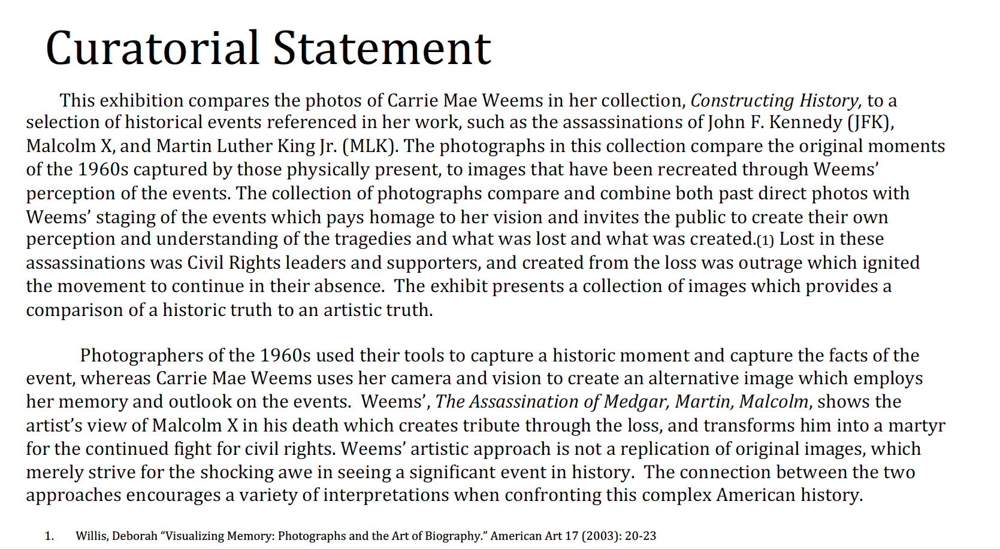 Curatorial Statement
This exhibition compares the photos of Carrie Mae Weems in her collection, Constructing History, to a
selection of historical events referenced in her work, such as the assassinations of John F. Kennedy (JFK),
Malcolm X, and Martin Luther King Jr. (MLK). The photographs in this collection compare the original moments
of the 1960s captured by those physically present, to images that have been recreated through Weems’
perception of the events. The collection of photographs compare and combine both past direct photos with
Weems’ staging of the events which pays homage to her vision and invites the public to create their own
perception and understanding of the tragedies and what was lost and what was created.(1) Lost in these
assassinations was Civil Rights leaders and supporters, and created from the loss was outrage which ignited
the movement to continue in their absence.  The exhibit presents a collection of images which provides a
comparison of a historic truth to an artistic truth.
Photographers of the 1960s used their tools to capture a historic moment and capture the facts of the
event, whereas Carrie Mae Weems uses her camera and vision to create an alternative image which employs
her memory and outlook on the events.  Weems’, The Assassination of Medgar, Martin, Malcolm, shows the
artist’s view of Malcolm X in his death which creates tribute through the loss, and transforms him into a martyr
for the continued fight for civil rights. Weems’ artistic approach is not a replication of original images, which
merely strive for the shocking awe in seeing a significant event in history.  The connection between the two
approaches encourages a variety of interpretations when confronting this complex American history.
1. Willis, Deborah “Visualizing Memory: Photographs and the Art of Biography.” American Art 17 (2003): 20-23